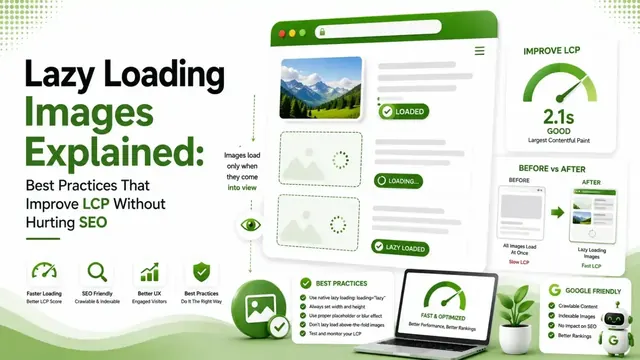 Lazy Loading
Images
Explained:
Best Practices That
Improve LCP Without
Hurting SEO
Faster Loading
Better LCP Score
SEO Friendly
Crawlable & Indexable
Better UX
Engaged Visitors
Best Practices
Do It The Right Way
Images load
only when
they come
into view
LOADED
LOADING...
LAZY LOADED
IMPROVE LCP
2.1s
GOOD
Largest Contentful Paint
BEFORE vs AFTER
BEFORE
All Images Load
At Once
Slow LCP
AFTER
Lazy Loading
Images
Fast LCP
BEST PRACTICES
Use native lazy-loading: loading="lazy"
Always set width and height
Use proper placeholder or blur effect
Don't lazy load above-the-fold images
Test and monitor your LCP
FAST & OPTIMIZED
Better Performance, Better Rankings
GOOGLE FRIENDLY
Crawlable Content
Indexable Images
No Impact on SEO
Better Rankings
G